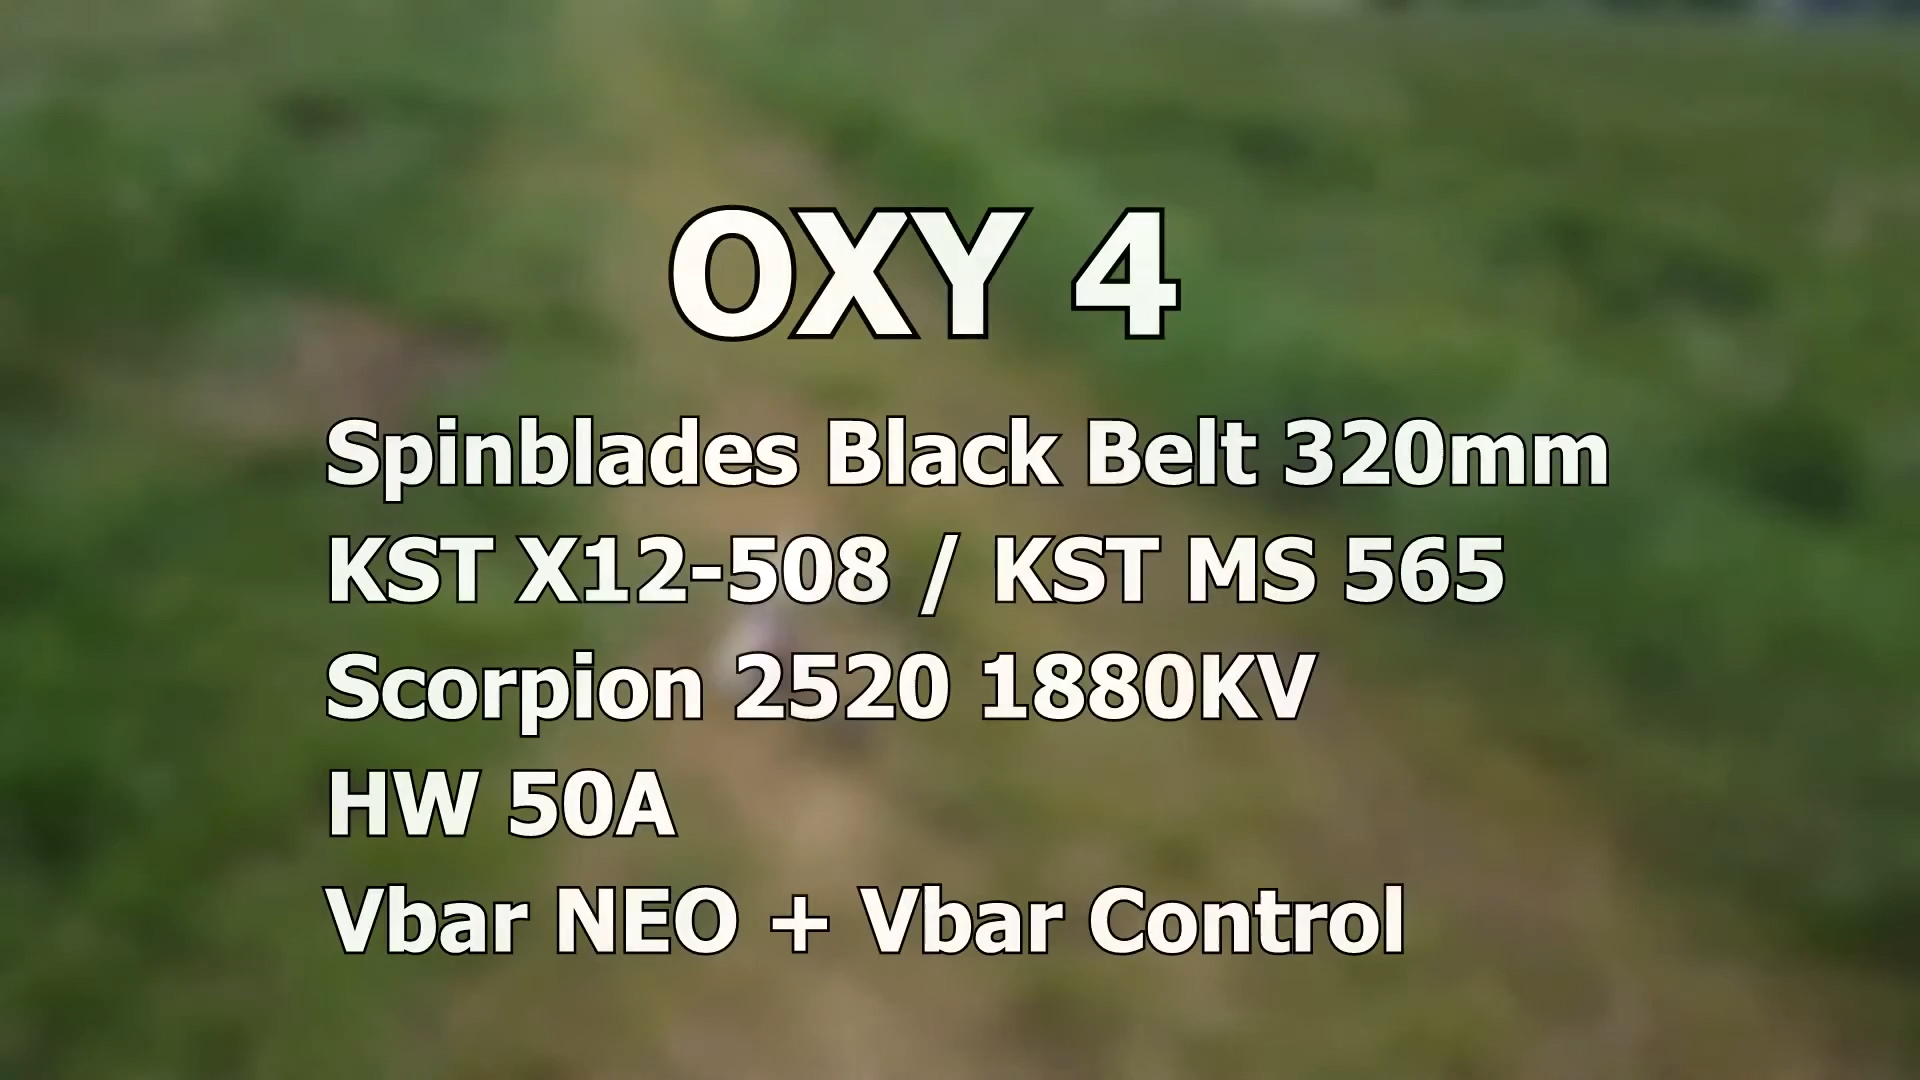 OXY 4
Spinblades Black Belt 320mm
KST X12-508 / KST MS 565
Scorpion 2520 1880KV
HW 50A
Vbar NEO + Vbar Control